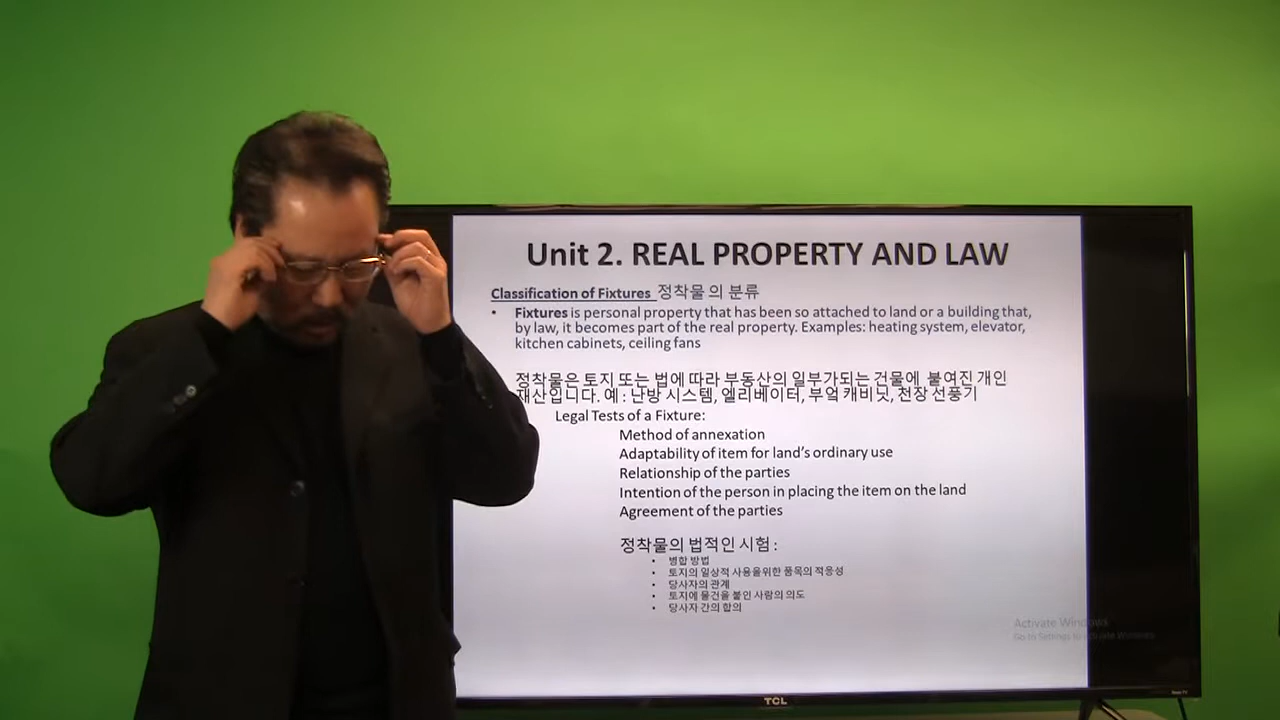 Unit 2. REAL PROPERTY AND LAW
Classification of Fixtures 정착물의 분류
• Fixtures is personal property that has been so attached to land or a building that,
by law, it becomes part of the real property. Examples: heating system, elevator,
kitchen cabinets, ceiling fans
정착물은 토지 또는 법에 따라 부동산의 일부가되는 건물에 붙여진 개인
재산입니다. 예 : 난방 시스템, 엘리베이터, 부엌 캐비닛, 천장 선풍기
Legal Tests of a Fixture:
Method of annexation
Adaptability of item for land's ordinary use
Relationship of the parties
Intention of the person in placing the item on the land
Agreement of the parties
정착물의 법적인 시험 :
• 병합 방법
• 토지의 일상적 사용을위한 품목의 적응성
• 당사자의 관계
• 토지에 물건을 붙인 사람의 의도
• 당사자 간의 합의
Activate Windows
Go to Settings to activate Windows.
TCL
Roku TV